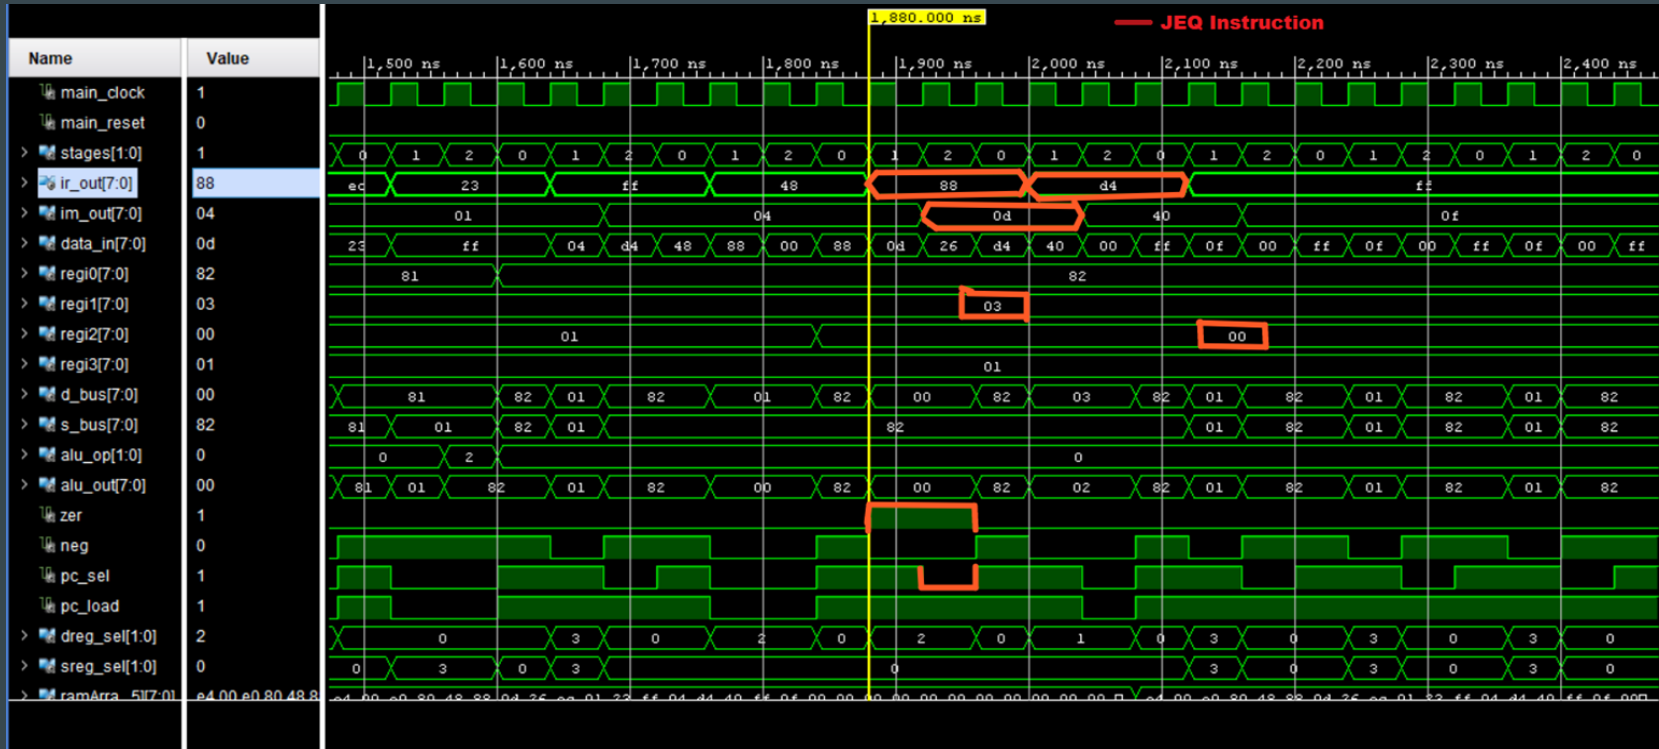 1,880.000 ns
JEQ Instruction
Name Value
1,500 ns 1,600 ns 1,700 ns 1,800 ns 1,900 ns 2,000 ns 2,100 ns 2,200 ns 2,300 ns 2,400 ns
main_clock 1
main_reset 0
stages[1:0] 1 0 1 2 0 1 2 0 1 2 0 1 2 0 1 2 0 1 2 0 1 2 0 1 2 0
ir_out[7:0] 88 ec 23 ff 48 88 d4 ff
im_out[7:0] 04 01 04 0d 40 0f
data_in[7:0] 0d 23 ff 04 d4 48 88 00 88 0d 26 d4 40 00 ff 0f 00 ff 0f 00 ff 0f 00 ff
regi0[7:0] 82 81 82
regi1[7:0] 03 03
regi2[7:0] 00 01 00
regi3[7:0] 01 01
d_bus[7:0] 00 81 82 01 82 01 82 00 82 03 82 01 82 01 82 01 82
s_bus[7:0] 82 81 01 82 01 82 01 82 01 82 01 82
alu_op[1:0] 0 0 2 0
alu_out[7:0] 00 81 01 82 01 82 00 82 00 82 02 82 01 82 01 82 01 82
zer 1
neg 0
pc_sel 1
pc_load 1
dreg_sel[1:0] 2 0 3 0 2 0 2 0 1 0 3 0 3 0 3 0
sreg_sel[1:0] 0 0 3 0 3 0 3 0 3 0 3 0